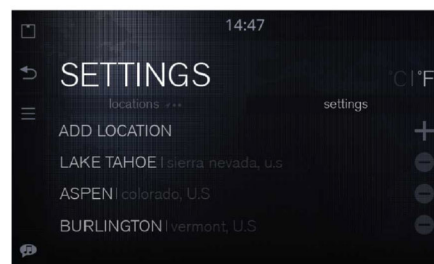 14:47
SETTINGS °C | °F
locations settings
ADD LOCATION
LAKE TAHOE | sierra nevada, u.s
ASPEN | colorado, U.S
BURLINGTON | vermont, U.S